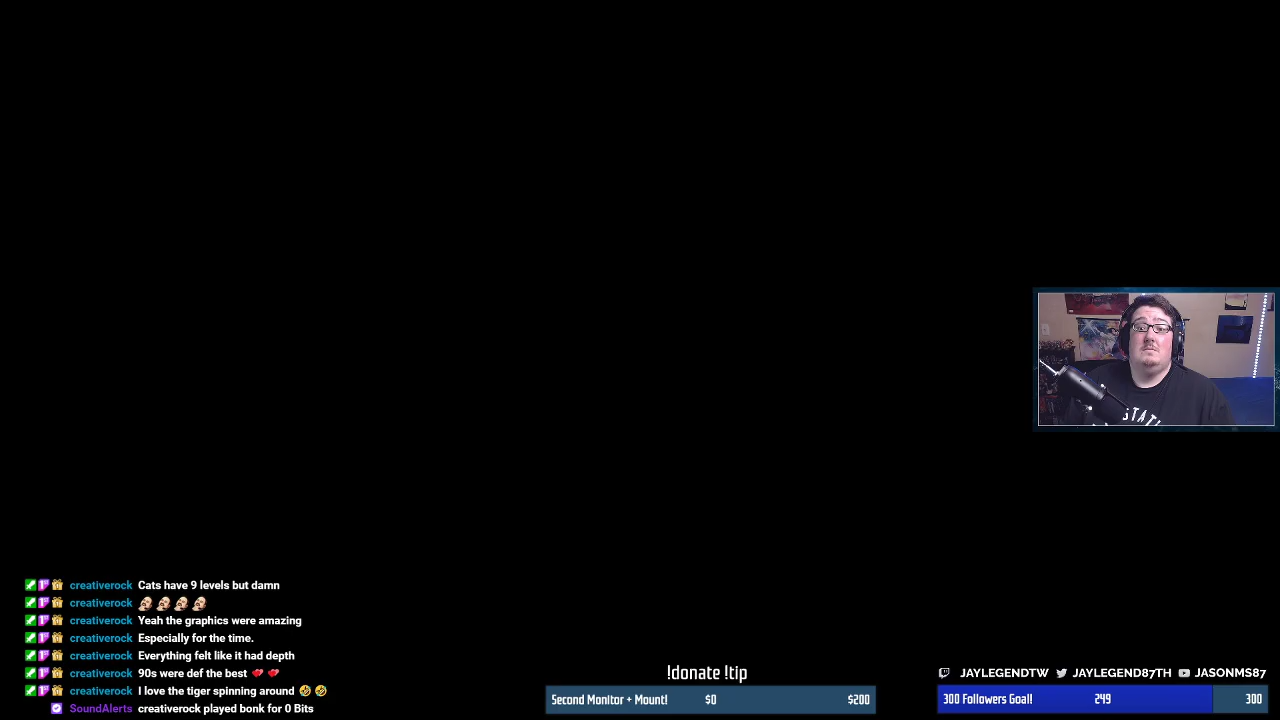 creativerock Cats have 9 levels but damn
creativerock
creativerock Yeah the graphics were amazing
creativerock Especially for the time.
creativerock Everything felt like it had depth
creativerock 90s were def the best
creativerock I love the tiger spinning around
SoundAlerts creativerock played bonk for 0 Bits
!donate !tip
Second Monitor + Mount! $0 $200
JAYLEGENDTW JAYLEGEND87TH JASONMS87
300 Followers Goal! 249 300